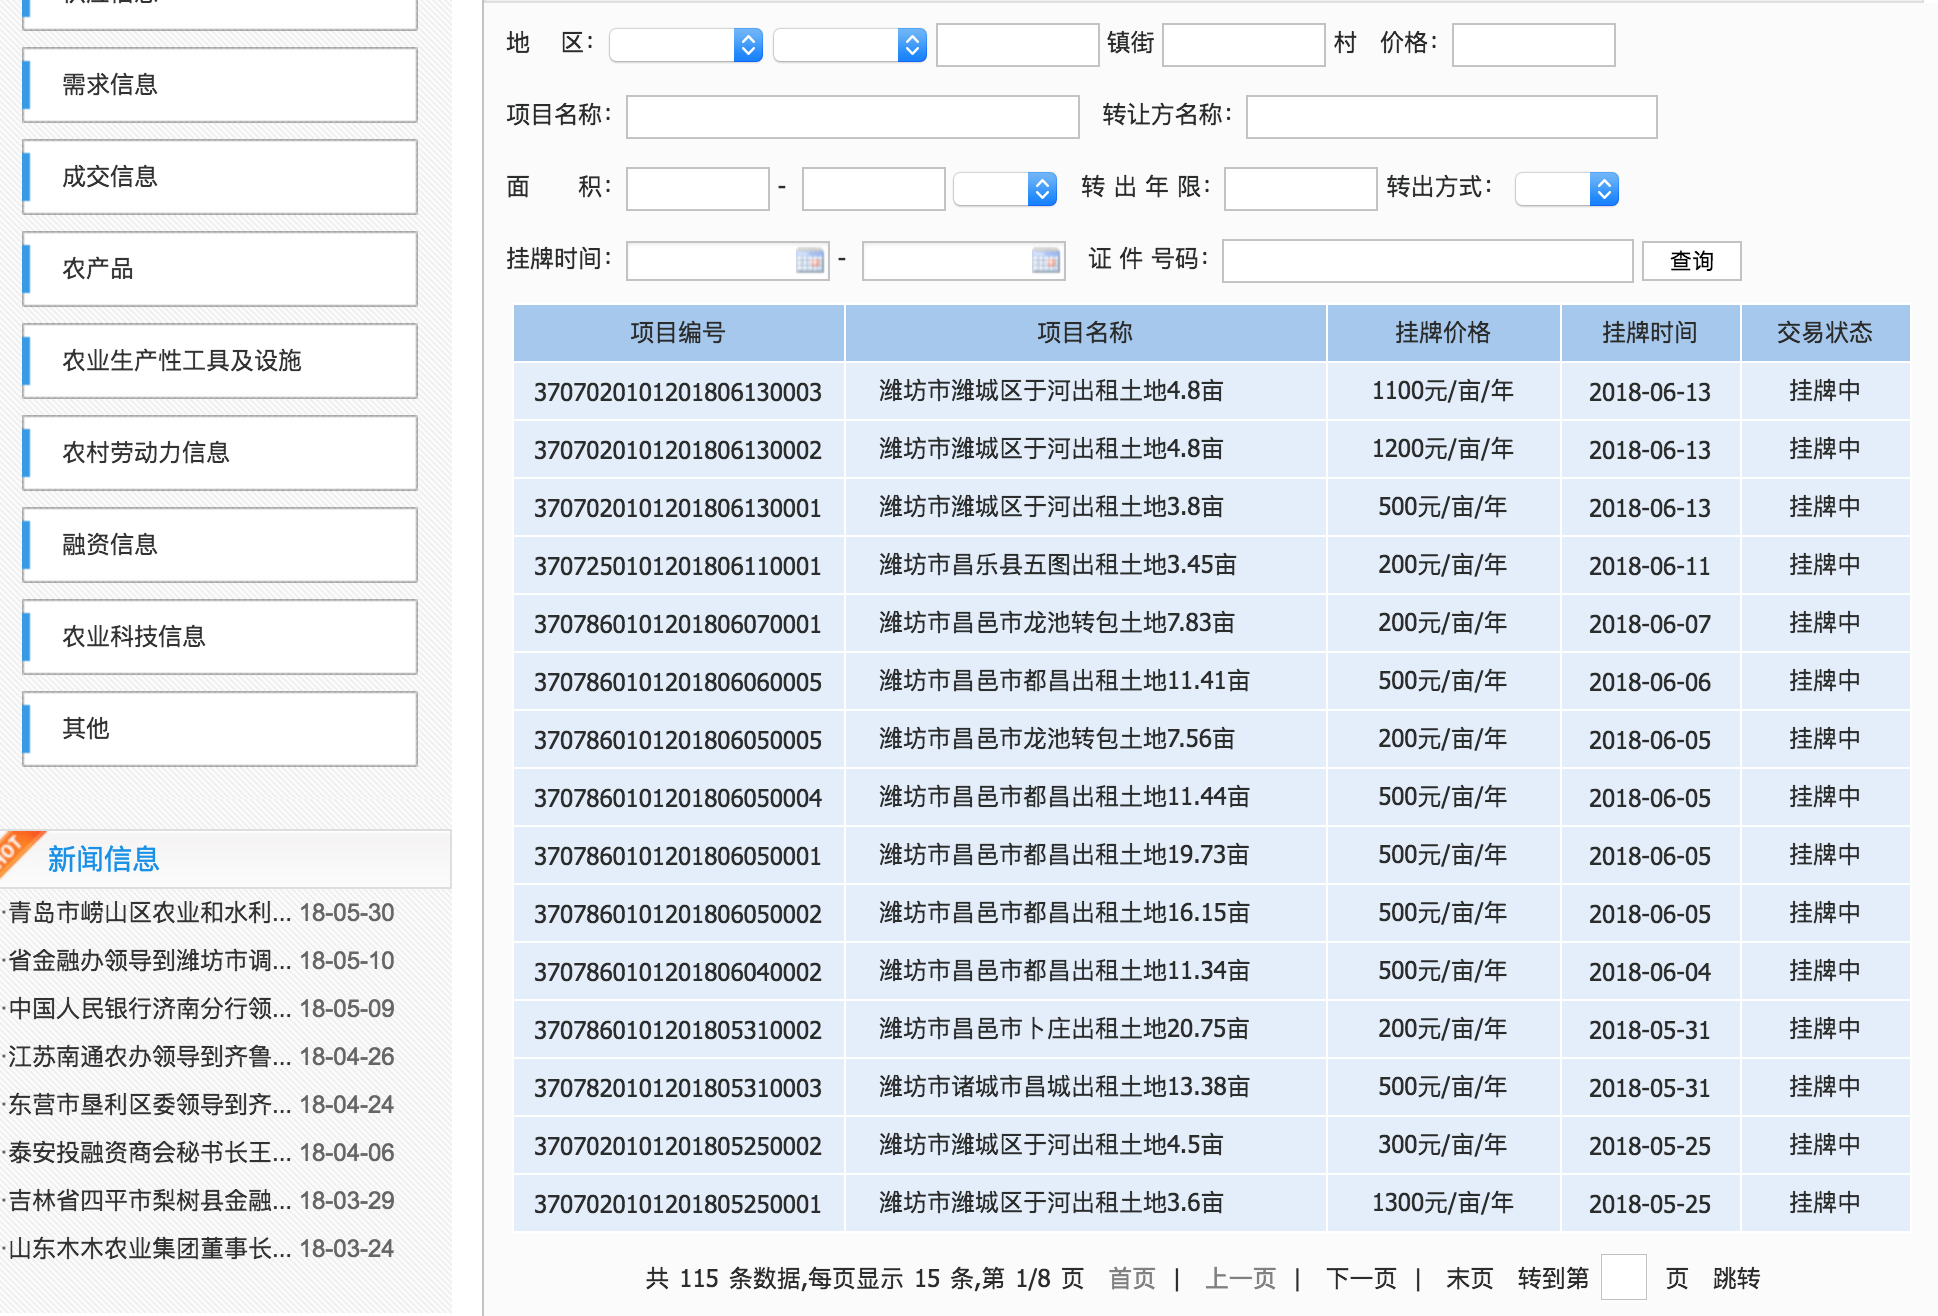 需求信息
成交信息
农产品
农业生产性工具及设施
农村劳动力信息
融资信息
农业科技信息
其他
HOT
新闻信息
·青岛市崂山区农业和水利... 18-05-30
·省金融办领导到潍坊市调... 18-05-10
·中国人民银行济南分行领... 18-05-09
·江苏南通农办领导到齐鲁... 18-04-26
·东营市垦利区委领导到齐... 18-04-24
·泰安投融资商会秘书长王... 18-04-06
·吉林省四平市梨树县金融... 18-03-29
·山东木木农业集团董事长... 18-03-24
地 区： 镇街 村 价格：
项目名称： 转让方名称：
面 积： - 转 出 年 限： 转出方式：
挂牌时间： - 证 件 号码： 查询
项目编号 项目名称 挂牌价格 挂牌时间 交易状态
3707020101201806130003 潍坊市潍城区于河出租土地4.8亩 1100元/亩/年 2018-06-13 挂牌中
3707020101201806130002 潍坊市潍城区于河出租土地4.8亩 1200元/亩/年 2018-06-13 挂牌中
3707020101201806130001 潍坊市潍城区于河出租土地3.8亩 500元/亩/年 2018-06-13 挂牌中
3707250101201806110001 潍坊市昌乐县五图出租土地3.45亩 200元/亩/年 2018-06-11 挂牌中
3707860101201806070001 潍坊市昌邑市龙池转包土地7.83亩 200元/亩/年 2018-06-07 挂牌中
3707860101201806060005 潍坊市昌邑市都昌出租土地11.41亩 500元/亩/年 2018-06-06 挂牌中
3707860101201806050005 潍坊市昌邑市龙池转包土地7.56亩 200元/亩/年 2018-06-05 挂牌中
3707860101201806050004 潍坊市昌邑市都昌出租土地11.44亩 500元/亩/年 2018-06-05 挂牌中
3707860101201806050001 潍坊市昌邑市都昌出租土地19.73亩 500元/亩/年 2018-06-05 挂牌中
3707860101201806050002 潍坊市昌邑市都昌出租土地16.15亩 500元/亩/年 2018-06-05 挂牌中
3707860101201806040002 潍坊市昌邑市都昌出租土地11.34亩 500元/亩/年 2018-06-04 挂牌中
3707860101201805310002 潍坊市昌邑市卜庄出租土地20.75亩 200元/亩/年 2018-05-31 挂牌中
3707820101201805310003 潍坊市诸城市昌城出租土地13.38亩 500元/亩/年 2018-05-31 挂牌中
3707020101201805250002 潍坊市潍城区于河出租土地4.5亩 300元/亩/年 2018-05-25 挂牌中
3707020101201805250001 潍坊市潍城区于河出租土地3.6亩 1300元/亩/年 2018-05-25 挂牌中
共 115 条数据,每页显示 15 条,第 1/8 页 首页 | 上一页 | 下一页 | 末页 转到第 页 跳转